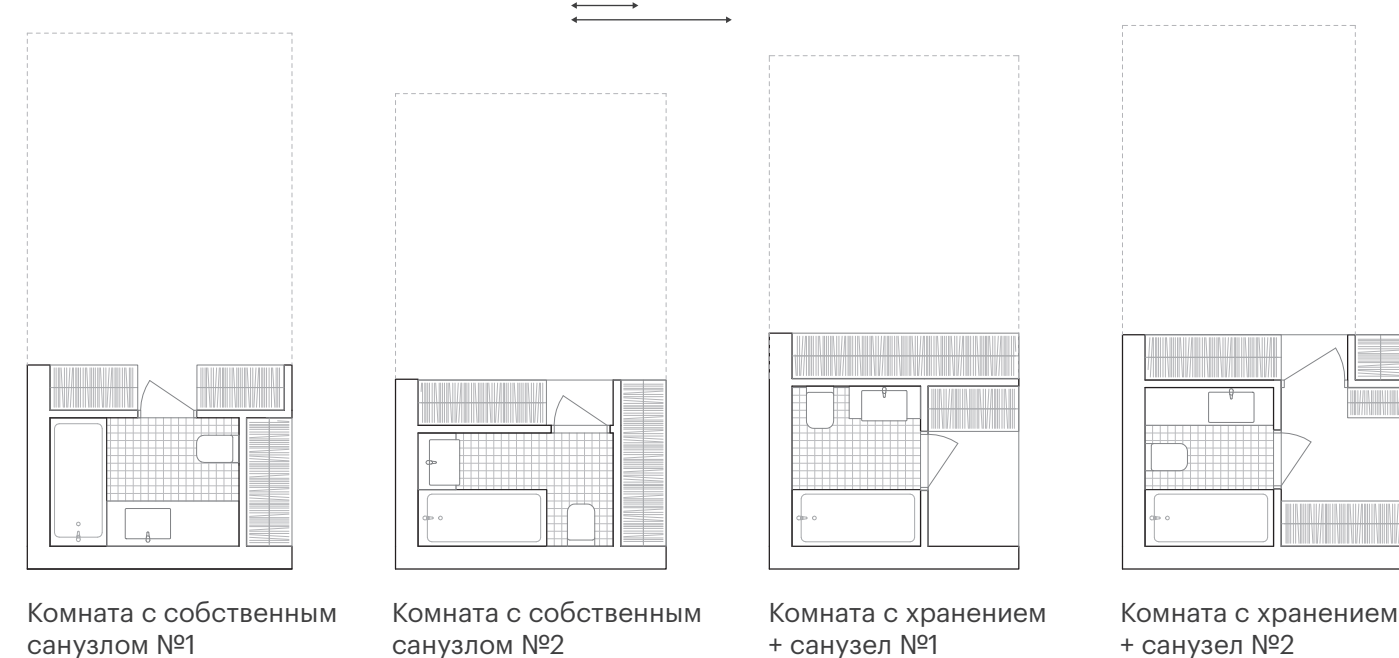 Комната с собственным
санузлом №1
Комната с собственным
санузлом №2
Комната с хранением
+ санузел №1
Комната с хранением
+ санузел №2